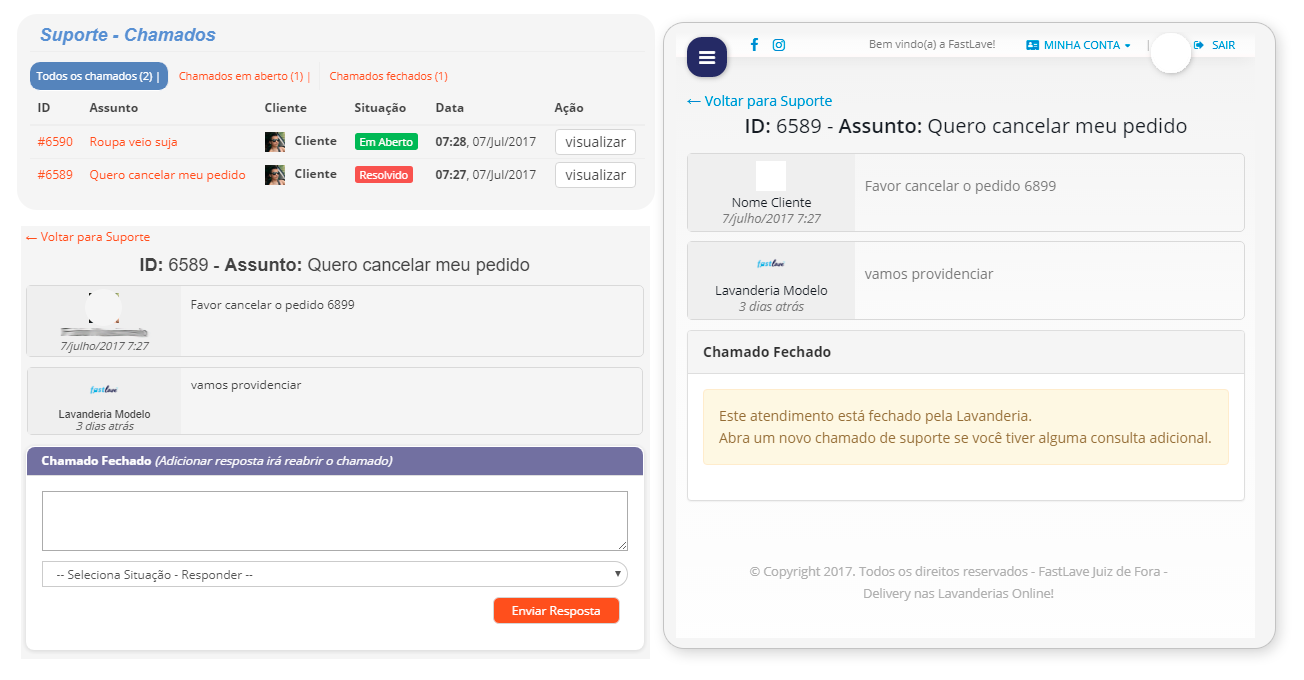 Suporte - Chamados
Todos os chamados (2) | Chamados em aberto (1) | Chamados fechados (1)
ID Assunto Cliente Situação Data Ação
#6590 Roupa veio suja Cliente Em Aberto 07:28, 07/Jul/2017 visualizar
#6589 Quero cancelar meu pedido Cliente Resolvido 07:27, 07/Jul/2017 visualizar
← Voltar para Suporte
ID: 6589 - Assunto: Quero cancelar meu pedido
Favor cancelar o pedido 6899
7/julho/2017 7:27
fastlave
vamos providenciar
Lavanderia Modelo
3 dias atrás
Chamado Fechado (Adicionar resposta irá reabrir o chamado)
-- Seleciona Situação - Responder --
Enviar Resposta
Bem vindo(a) a FastLave! MINHA CONTA | SAIR
← Voltar para Suporte
ID: 6589 - Assunto: Quero cancelar meu pedido
Favor cancelar o pedido 6899
Nome Cliente
7/julho/2017 7:27
fastlave
vamos providenciar
Lavanderia Modelo
3 dias atrás
Chamado Fechado
Este atendimento está fechado pela Lavanderia.
Abra um novo chamado de suporte se você tiver alguma consulta adicional.
© Copyright 2017. Todos os direitos reservados - FastLave Juiz de Fora -
Delivery nas Lavanderias Online!